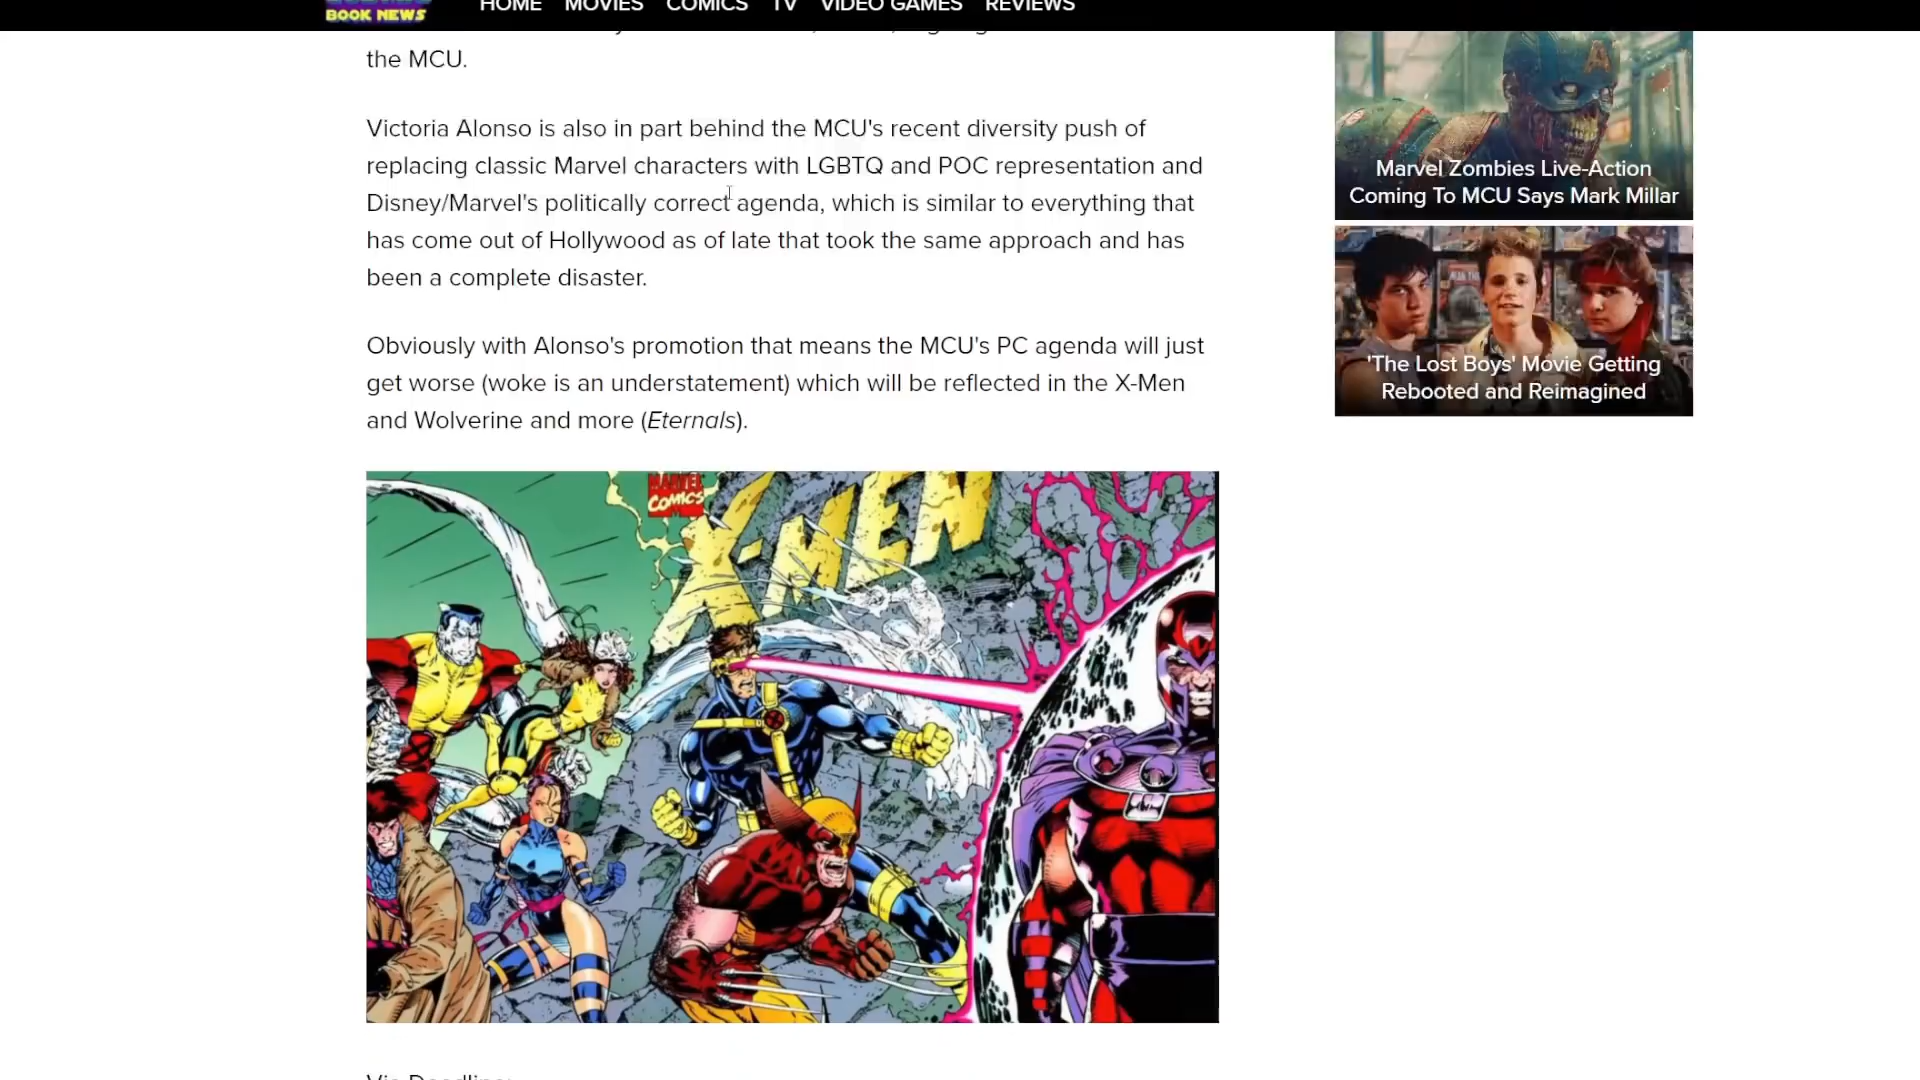 BOOK NEWS
HOME MOVIES COMICS TV VIDEO GAMES REVIEWS
the MCU.
Victoria Alonso is also in part behind the MCU's recent diversity push of
replacing classic Marvel characters with LGBTQ and POC representation and
Disney/Marvel's politically correct agenda, which is similar to everything that
has come out of Hollywood as of late that took the same approach and has
been a complete disaster.
Obviously with Alonso's promotion that means the MCU's PC agenda will just
get worse (woke is an understatement) which will be reflected in the X-Men
and Wolverine and more (Eternals).
MARVEL
COMICS
X-MEN
Via Deadline:
A
Marvel Zombies Live-Action
Coming To MCU Says Mark Millar
'The Lost Boys' Movie Getting
Rebooted and Reimagined